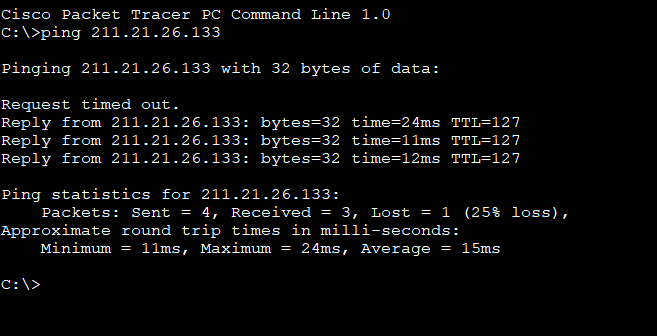 Cisco Packet Tracer PC Command Line 1.0
C:\>ping 211.21.26.133
Pinging 211.21.26.133 with 32 bytes of data:
Request timed out.
Reply from 211.21.26.133: bytes=32 time=24ms TTL=127
Reply from 211.21.26.133: bytes=32 time=11ms TTL=127
Reply from 211.21.26.133: bytes=32 time=12ms TTL=127
Ping statistics for 211.21.26.133:
    Packets: Sent = 4, Received = 3, Lost = 1 (25% loss),
Approximate round trip times in milli-seconds:
    Minimum = 11ms, Maximum = 24ms, Average = 15ms
C:\>